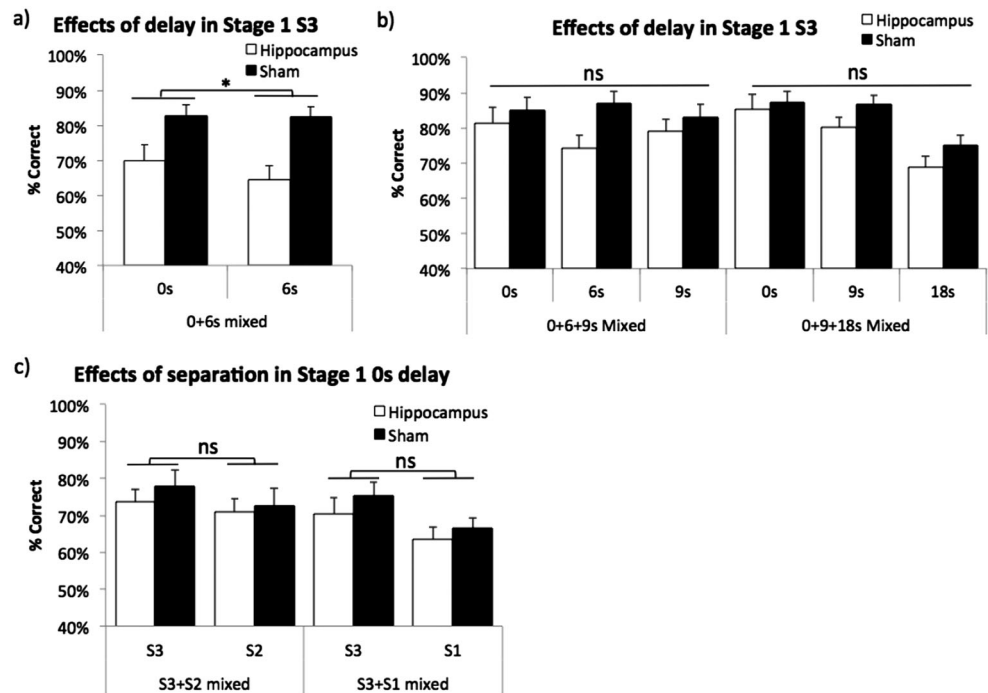 a)
Effects of delay in Stage 1 S3
Hippocampus
Sham
*
% Correct
100%
90%
80%
70%
60%
50%
40%
0s 6s
0+6s mixed
b)
Effects of delay in Stage 1 S3
Hippocampus
Sham
ns ns
% Correct
100%
90%
80%
70%
60%
50%
40%
0s 6s 9s 0s 9s 18s
0+6+9s Mixed 0+9+18s Mixed
c)
Effects of separation in Stage 1 0s delay
Hippocampus
Sham
ns ns
% Correct
100%
90%
80%
70%
60%
50%
40%
S3 S2 S3 S1
S3+S2 mixed S3+S1 mixed